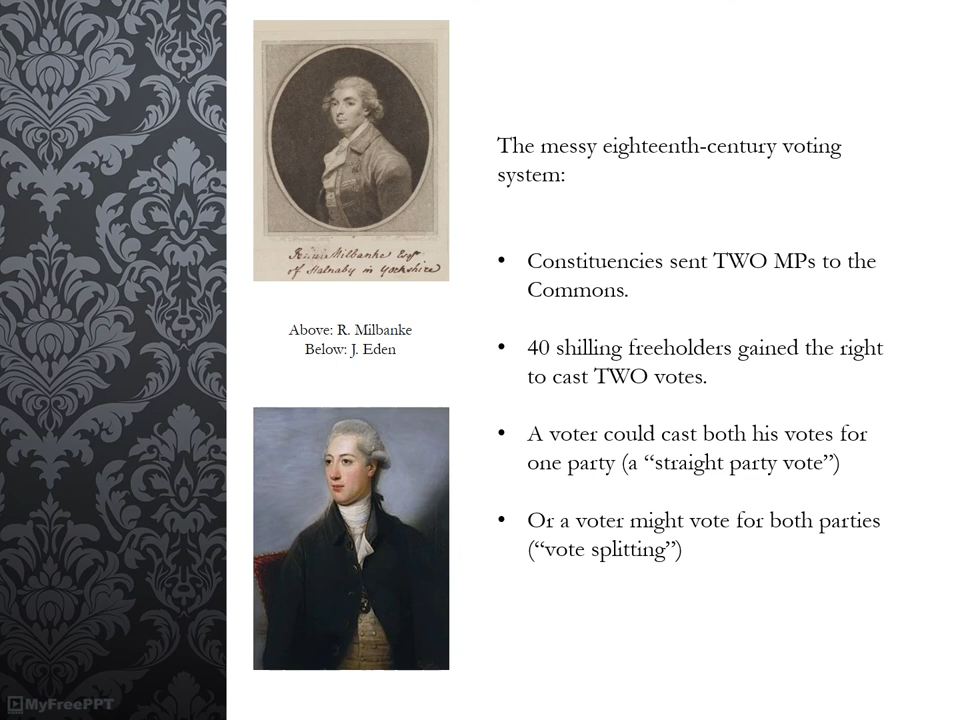 Ralph Milbanke Esqr
of Halnaby in Yorkshire
Above: R. Milbanke
Below: J. Eden
The messy eighteenth-century voting
system:
• Constituencies sent TWO MPs to the
Commons.
• 40 shilling freeholders gained the right
to cast TWO votes.
• A voter could cast both his votes for
one party (a “straight party vote”)
• Or a voter might vote for both parties
(“vote splitting”)
MyFreePPT